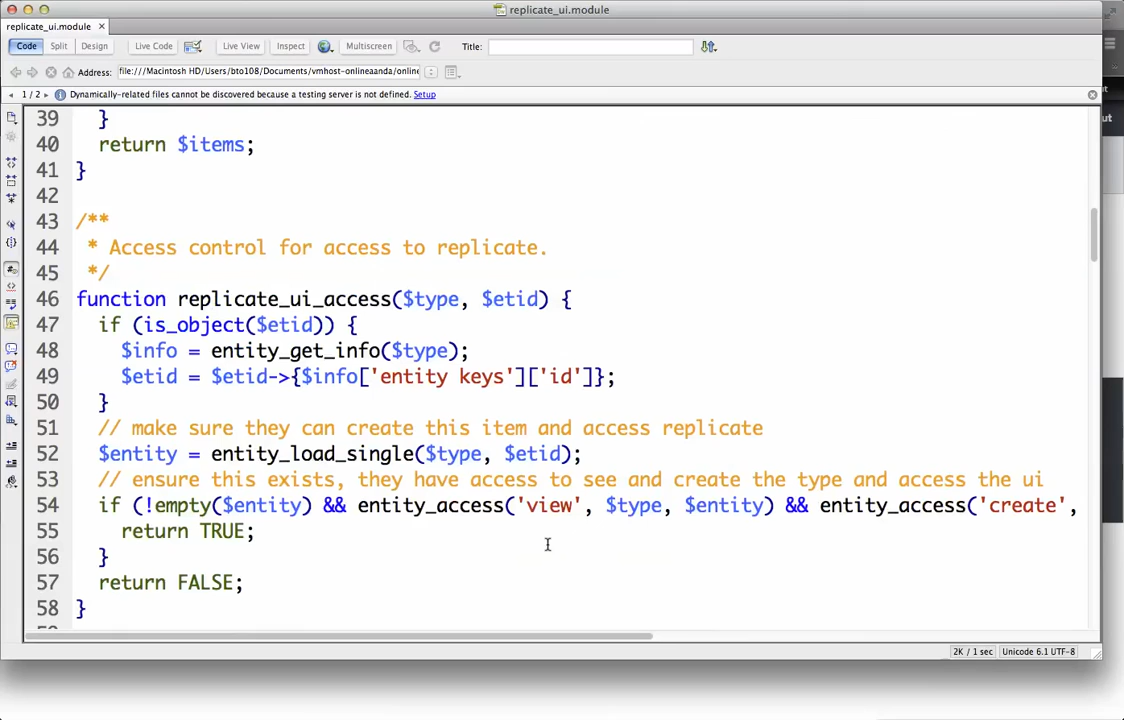 replicate_ui.module
replicate_ui.module ×
Code Split Design Live Code Live View Inspect Multiscreen Title:
Address: file:///Macintosh HD/Users/bto108/Documents/vmhost-onlineaanda/online
1 / 2 Dynamically-related files cannot be discovered because a testing server is not defined. Setup
39 }
40 return $items;
41 }
42
43 /**
44 * Access control for access to replicate.
45 */
46 function replicate_ui_access($type, $etid) {
47 if (is_object($etid)) {
48 $info = entity_get_info($type);
49 $etid = $etid->{$info['entity keys']['id']};
50 }
51 // make sure they can create this item and access replicate
52 $entity = entity_load_single($type, $etid);
53 // ensure this exists, they have access to see and create the type and access the ui
54 if (!empty($entity) && entity_access('view', $type, $entity) && entity_access('create',
55 return TRUE;
56 }
57 return FALSE;
58 }
2K / 1 sec Unicode 6.1 UTF-8